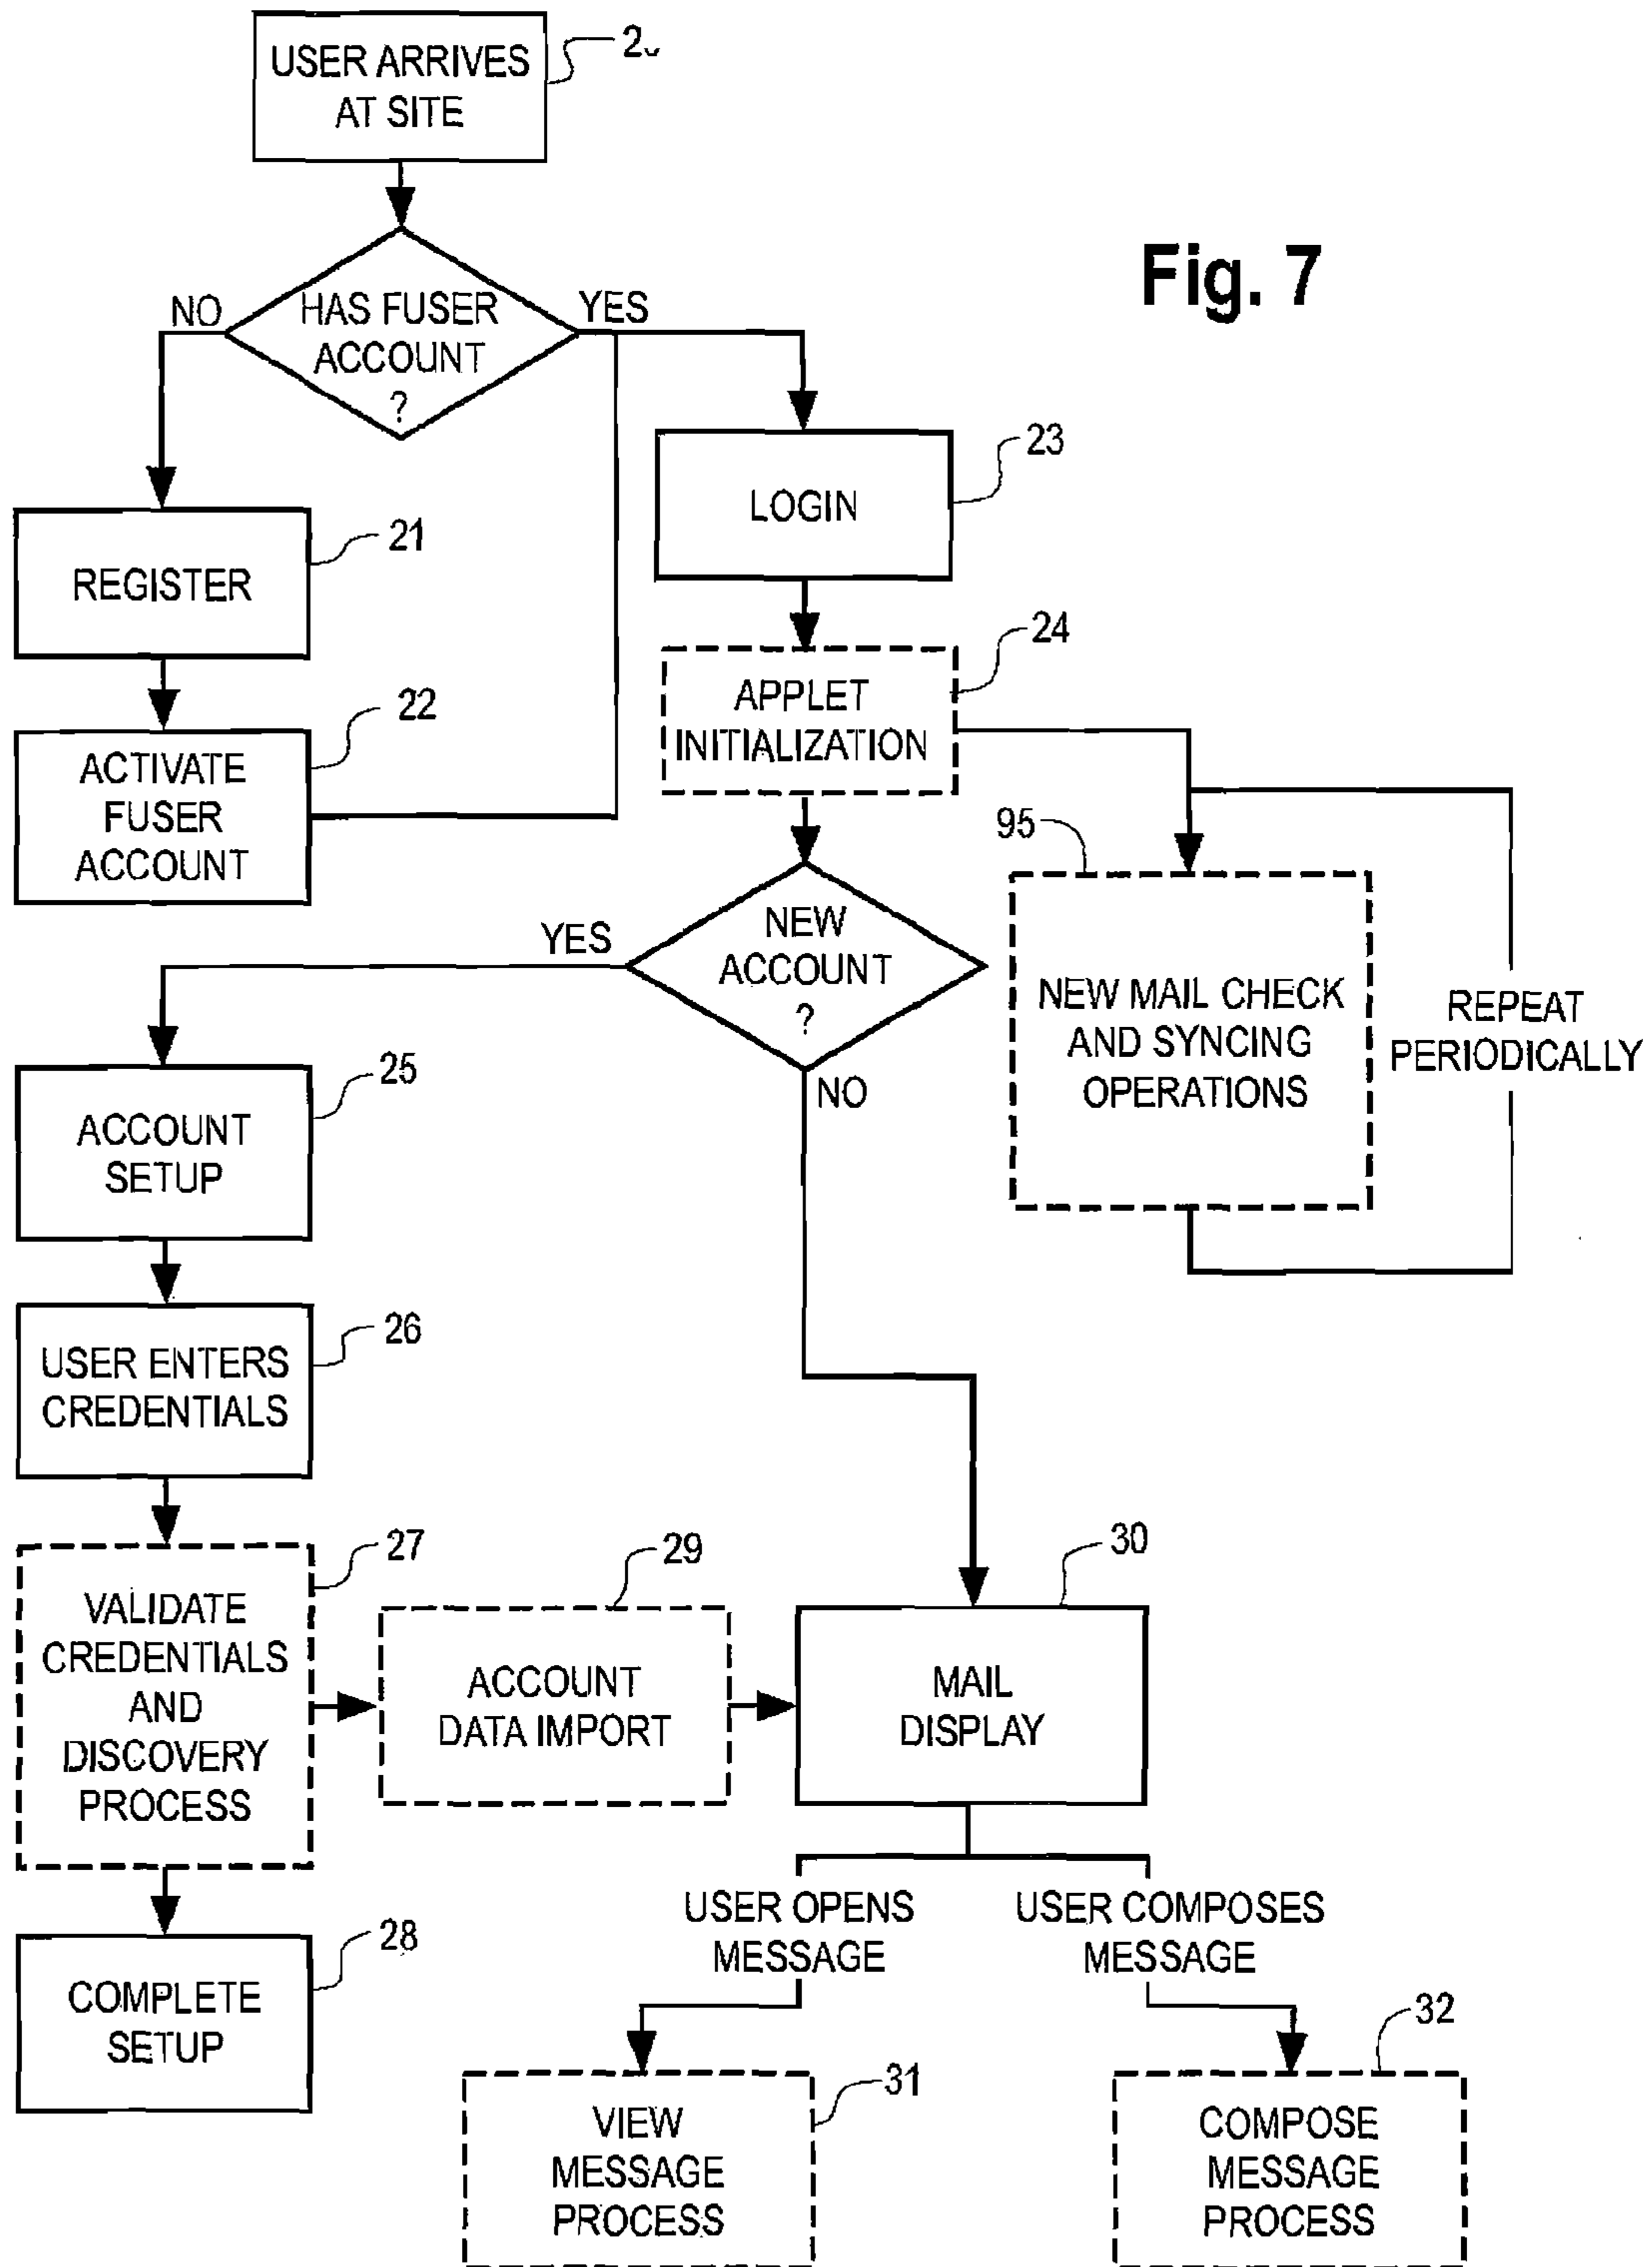 USER ARRIVES
AT SITE
Fig. 7
NO
HAS FUSER
ACCOUNT
?
YES
23
LOGIN
21
REGISTER
24
APPLET
INITIALIZATION
22
ACTIVATE
FUSER
ACCOUNT
95
NEW MAIL CHECK
AND SYNCING
OPERATIONS
REPEAT
PERIODICALLY
YES
NEW
ACCOUNT
?
NO
25
ACCOUNT
SETUP
26
USER ENTERS
CREDENTIALS
27
VALIDATE
CREDENTIALS
AND
DISCOVERY
PROCESS
29
ACCOUNT
DATA IMPORT
30
MAIL
DISPLAY
28
COMPLETE
SETUP
USER OPENS
MESSAGE
USER COMPOSES
MESSAGE
31
VIEW
MESSAGE
PROCESS
32
COMPOSE
MESSAGE
PROCESS